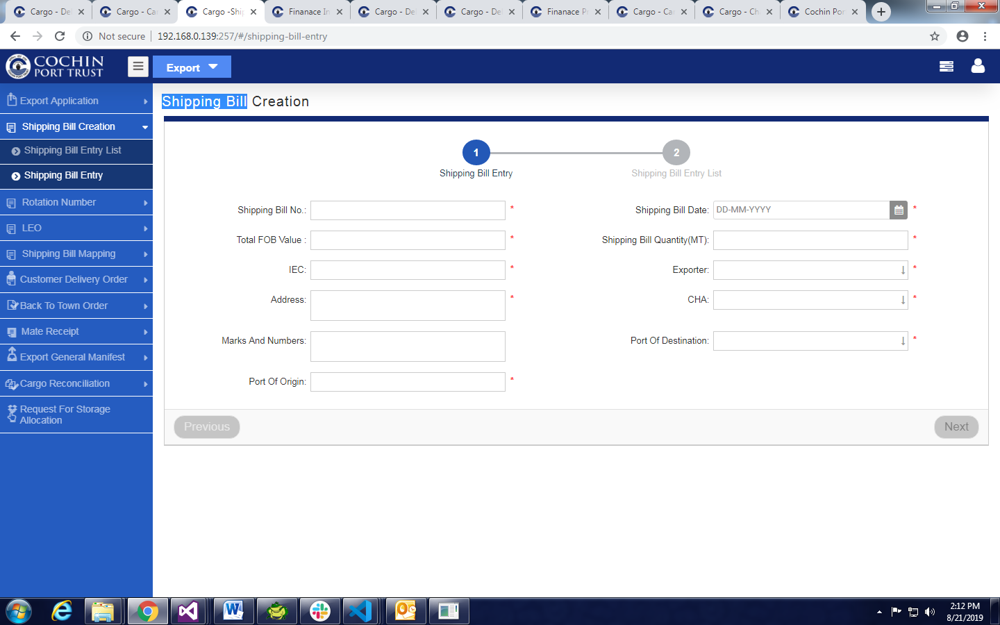 Cargo - De
Cargo - Ca
Cargo -Shi
Finanace In
Cargo - De
Cargo - De
Finanace P
Cargo - Ca
Cargo - Ch
Cochin Por
Not secure
192.168.0.139:257/#/shipping-bill-entry
COCHIN
PORT TRUST
Export
Export Application
Shipping Bill Creation
Shipping Bill Entry List
Shipping Bill Entry
Rotation Number
LEO
Shipping Bill Mapping
Customer Delivery Order
Back To Town Order
Mate Receipt
Export General Manifest
Cargo Reconciliation
Request For Storage
Allocation
Shipping Bill Creation
1
2
Shipping Bill Entry
Shipping Bill Entry List
Shipping Bill No.: *
Shipping Bill Date: DD-MM-YYYY *
Total FOB Value : *
Shipping Bill Quantity(MT): *
IEC: *
Exporter: *
Address: *
CHA: *
Marks And Numbers:
Port Of Destination: *
Port Of Origin: *
Previous
Next
2:12 PM
8/21/2019